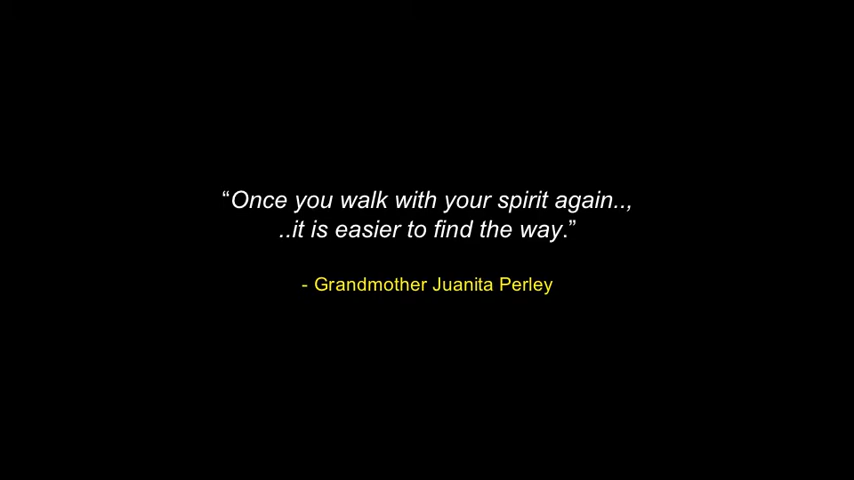 “Once you walk with your spirit again..,
..it is easier to find the way.”
- Grandmother Juanita Perley